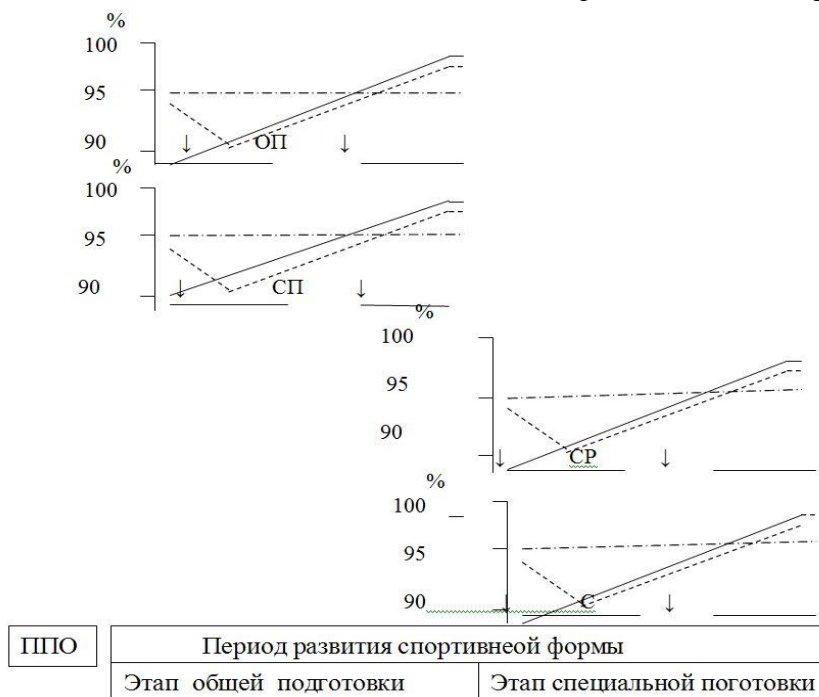 %
100
95
90 ↓ ОП ↓
%
100
95
90 ↓ СП ↓
%
100
95
90
↓ СР ↓
%
100
95
90 ↓ С ↓
ППО Период развития спортивнеой формы
Этап общей подготовки Этап специальной поготовки